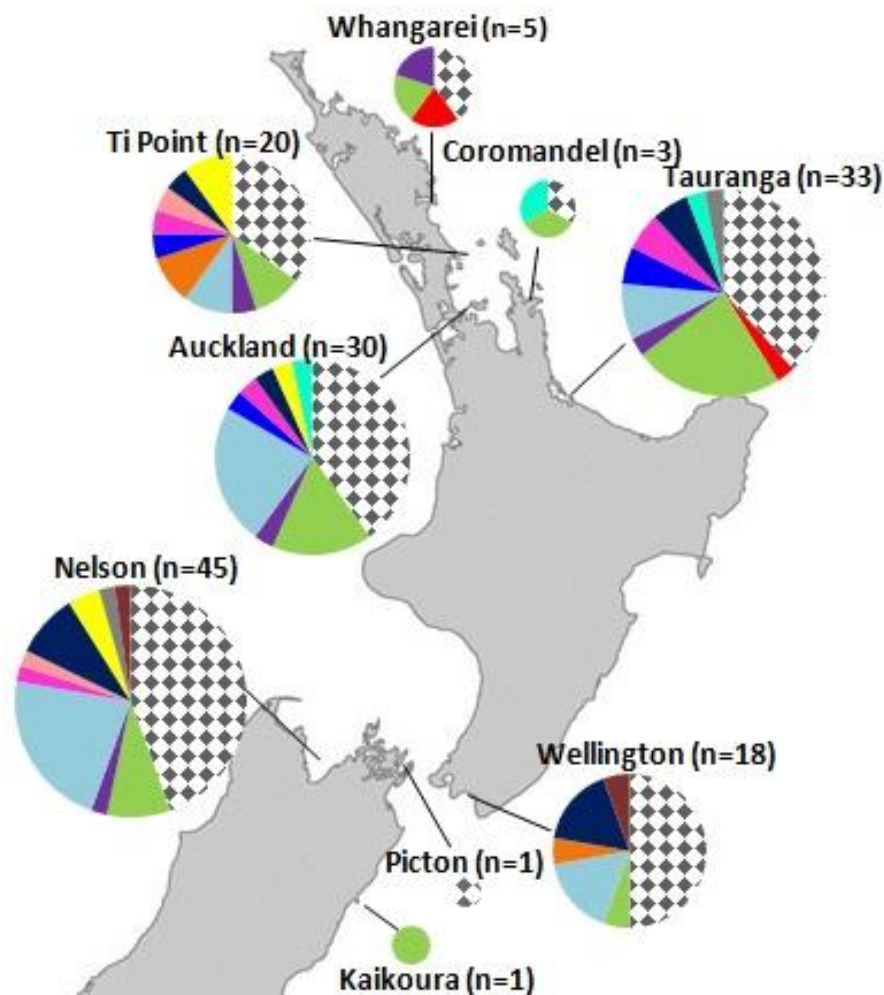 Whangarei (n=5)
Ti Point (n=20)
Coromandel (n=3)
Tauranga (n=33)
Auckland (n=30)
Nelson (n=45)
Wellington (n=18)
Picton (n=1)
Kaikoura (n=1)